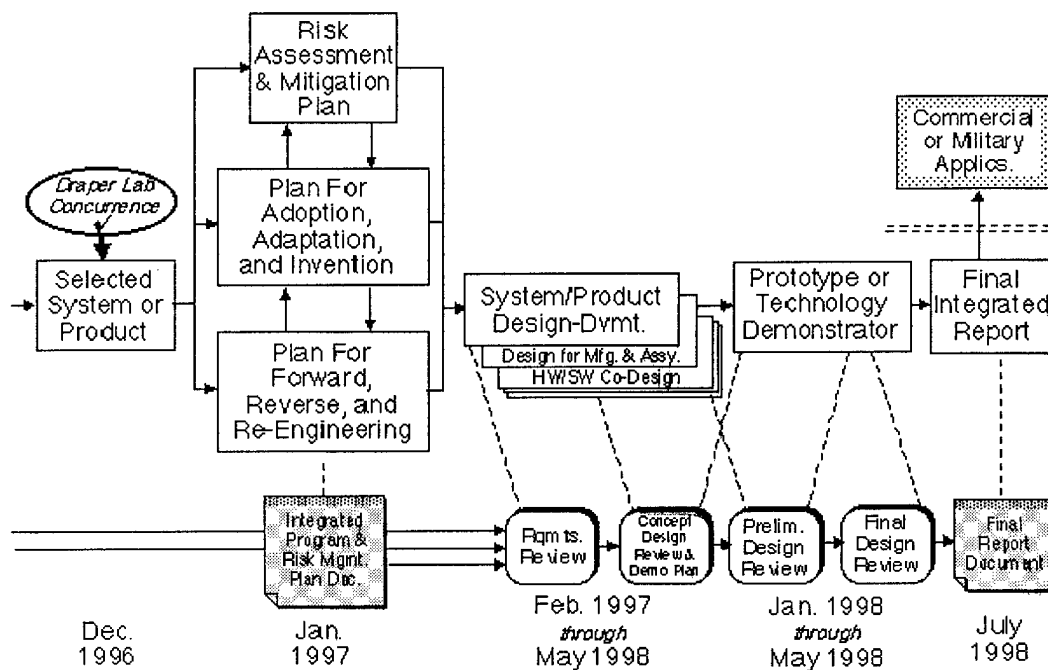 Risk
Assessment
& Mitigation
Plan
Commercial
or Military
Applics.
Draper Lab
Concurrence
Plan For
Adoption,
Adaptation,
and Invention
Selected
System or
Product
System/Product
Design-Dvmt.
Design for Mfg. & Assy.
HW/SW Co-Design
Prototype or
Technology
Demonstrator
Final
Integrated
Report
Plan For
Forward,
Reverse, and
Re-Engineering
Integrated
Program &
Risk Mgmt.
Plan Doc.
Rqmts.
Review
Concept
Design
Review &
Demo Plan
Prelim.
Design
Review
Final
Design
Review
Final
Report
Document
Dec.
1996
Jan.
1997
Feb. 1997
through
May 1998
Jan. 1998
through
May 1998
July
1998